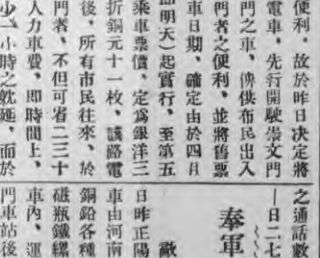 便利，故於昨日決定將
電車，先行開駛崇文門
門之車，俾供市民出入
門者之便利，並將售票
車日期，確定由於四月
即明天）起實行，至第五
乘車票價，定為銀洋三
折銅元十一枚，該路電
後，所有市民往來，於
門者，不但可省二三十
人力車費，即時間上，
少一小時之躭延，而於
之通話數
一日二七
奉軍
日昨正陽
車由河南
銅鉛各種
磁瓶鐵
車內，運
門車站後